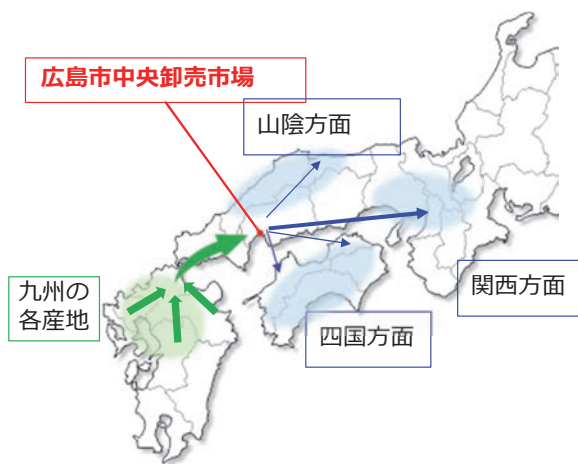 広島市中央卸売市場
山陰方面
九州の
各産地
関西方面
四国方面